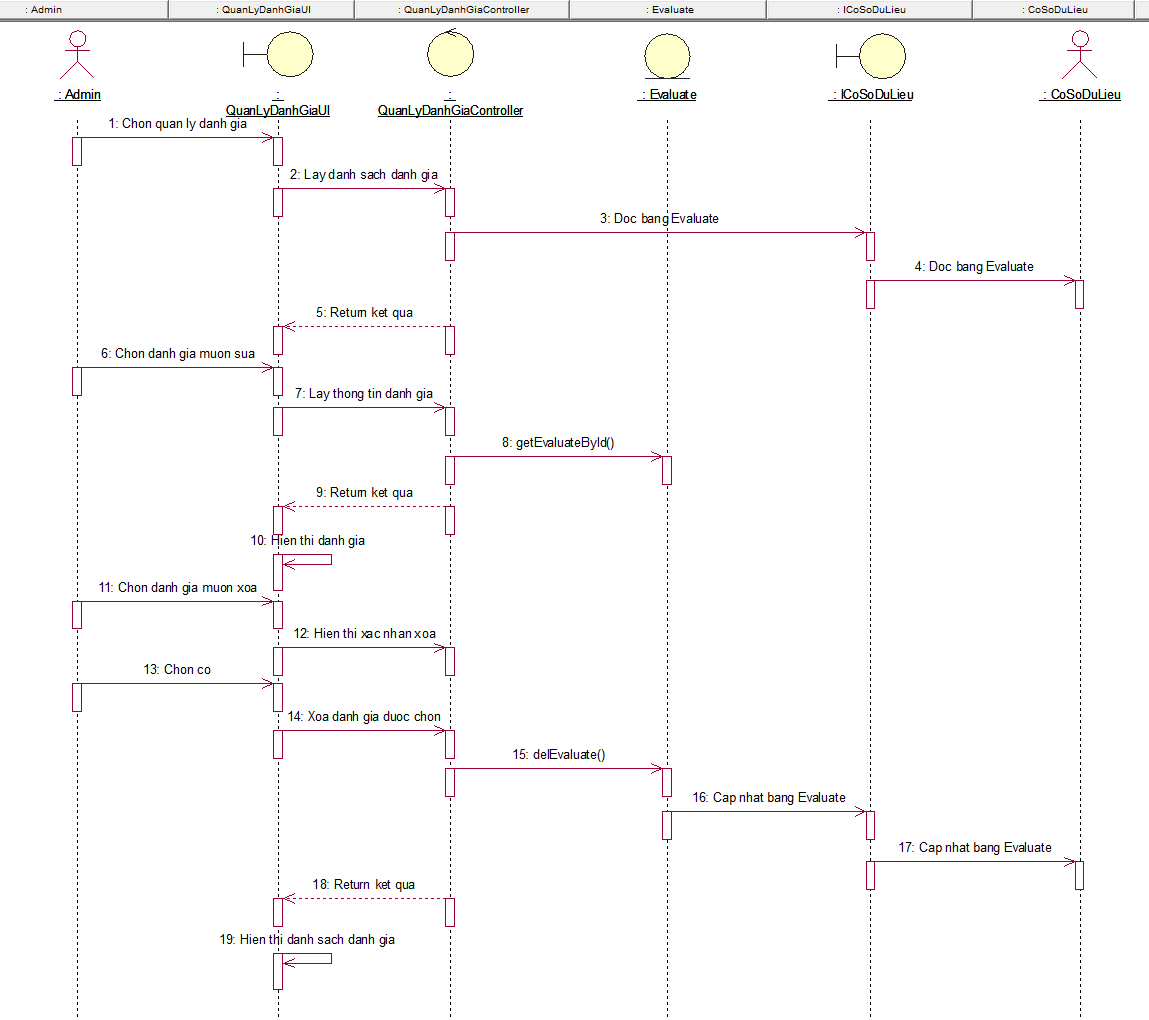 : Admin
: QuanLyDanhGiaUI
: QuanLyDanhGiaController
: Evaluate
: ICoSoDuLieu
: CoSoDuLieu
: Admin
:
QuanLyDanhGiaUI
:
QuanLyDanhGiaController
: Evaluate
: ICoSoDuLieu
: CoSoDuLieu
1: Chon quan ly danh gia
2: Lay danh sach danh gia
3: Doc bang Evaluate
4: Doc bang Evaluate
5: Return ket qua
6: Chon danh gia muon sua
7: Lay thong tin danh gia
8: getEvaluateById()
9: Return ket qua
10: Hien thi danh gia
11: Chon danh gia muon xoa
12: Hien thi xac nhan xoa
13: Chon co
14: Xoa danh gia duoc chon
15: delEvaluate()
16: Cap nhat bang Evaluate
17: Cap nhat bang Evaluate
18: Return ket qua
19: Hien thi danh sach danh gia